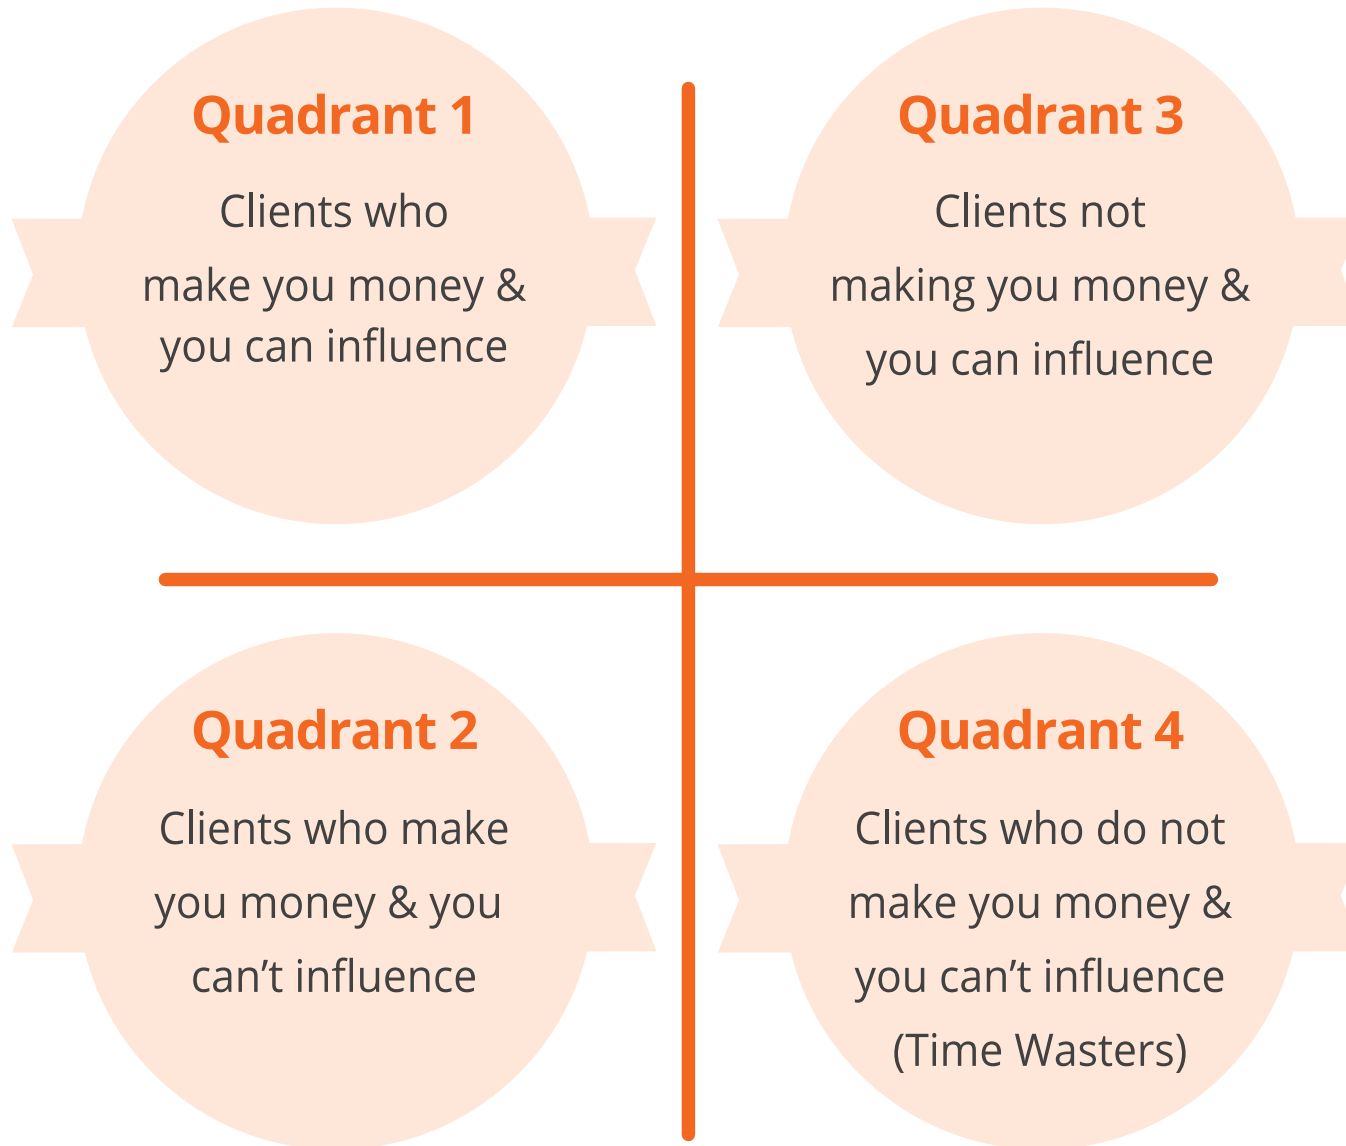 Quadrant 1
Clients who
make you money &
you can influence
Quadrant 3
Clients not
making you money &
you can influence
Quadrant 2
Clients who make
you money & you
can’t influence
Quadrant 4
Clients who do not
make you money &
you can’t influence
(Time Wasters)